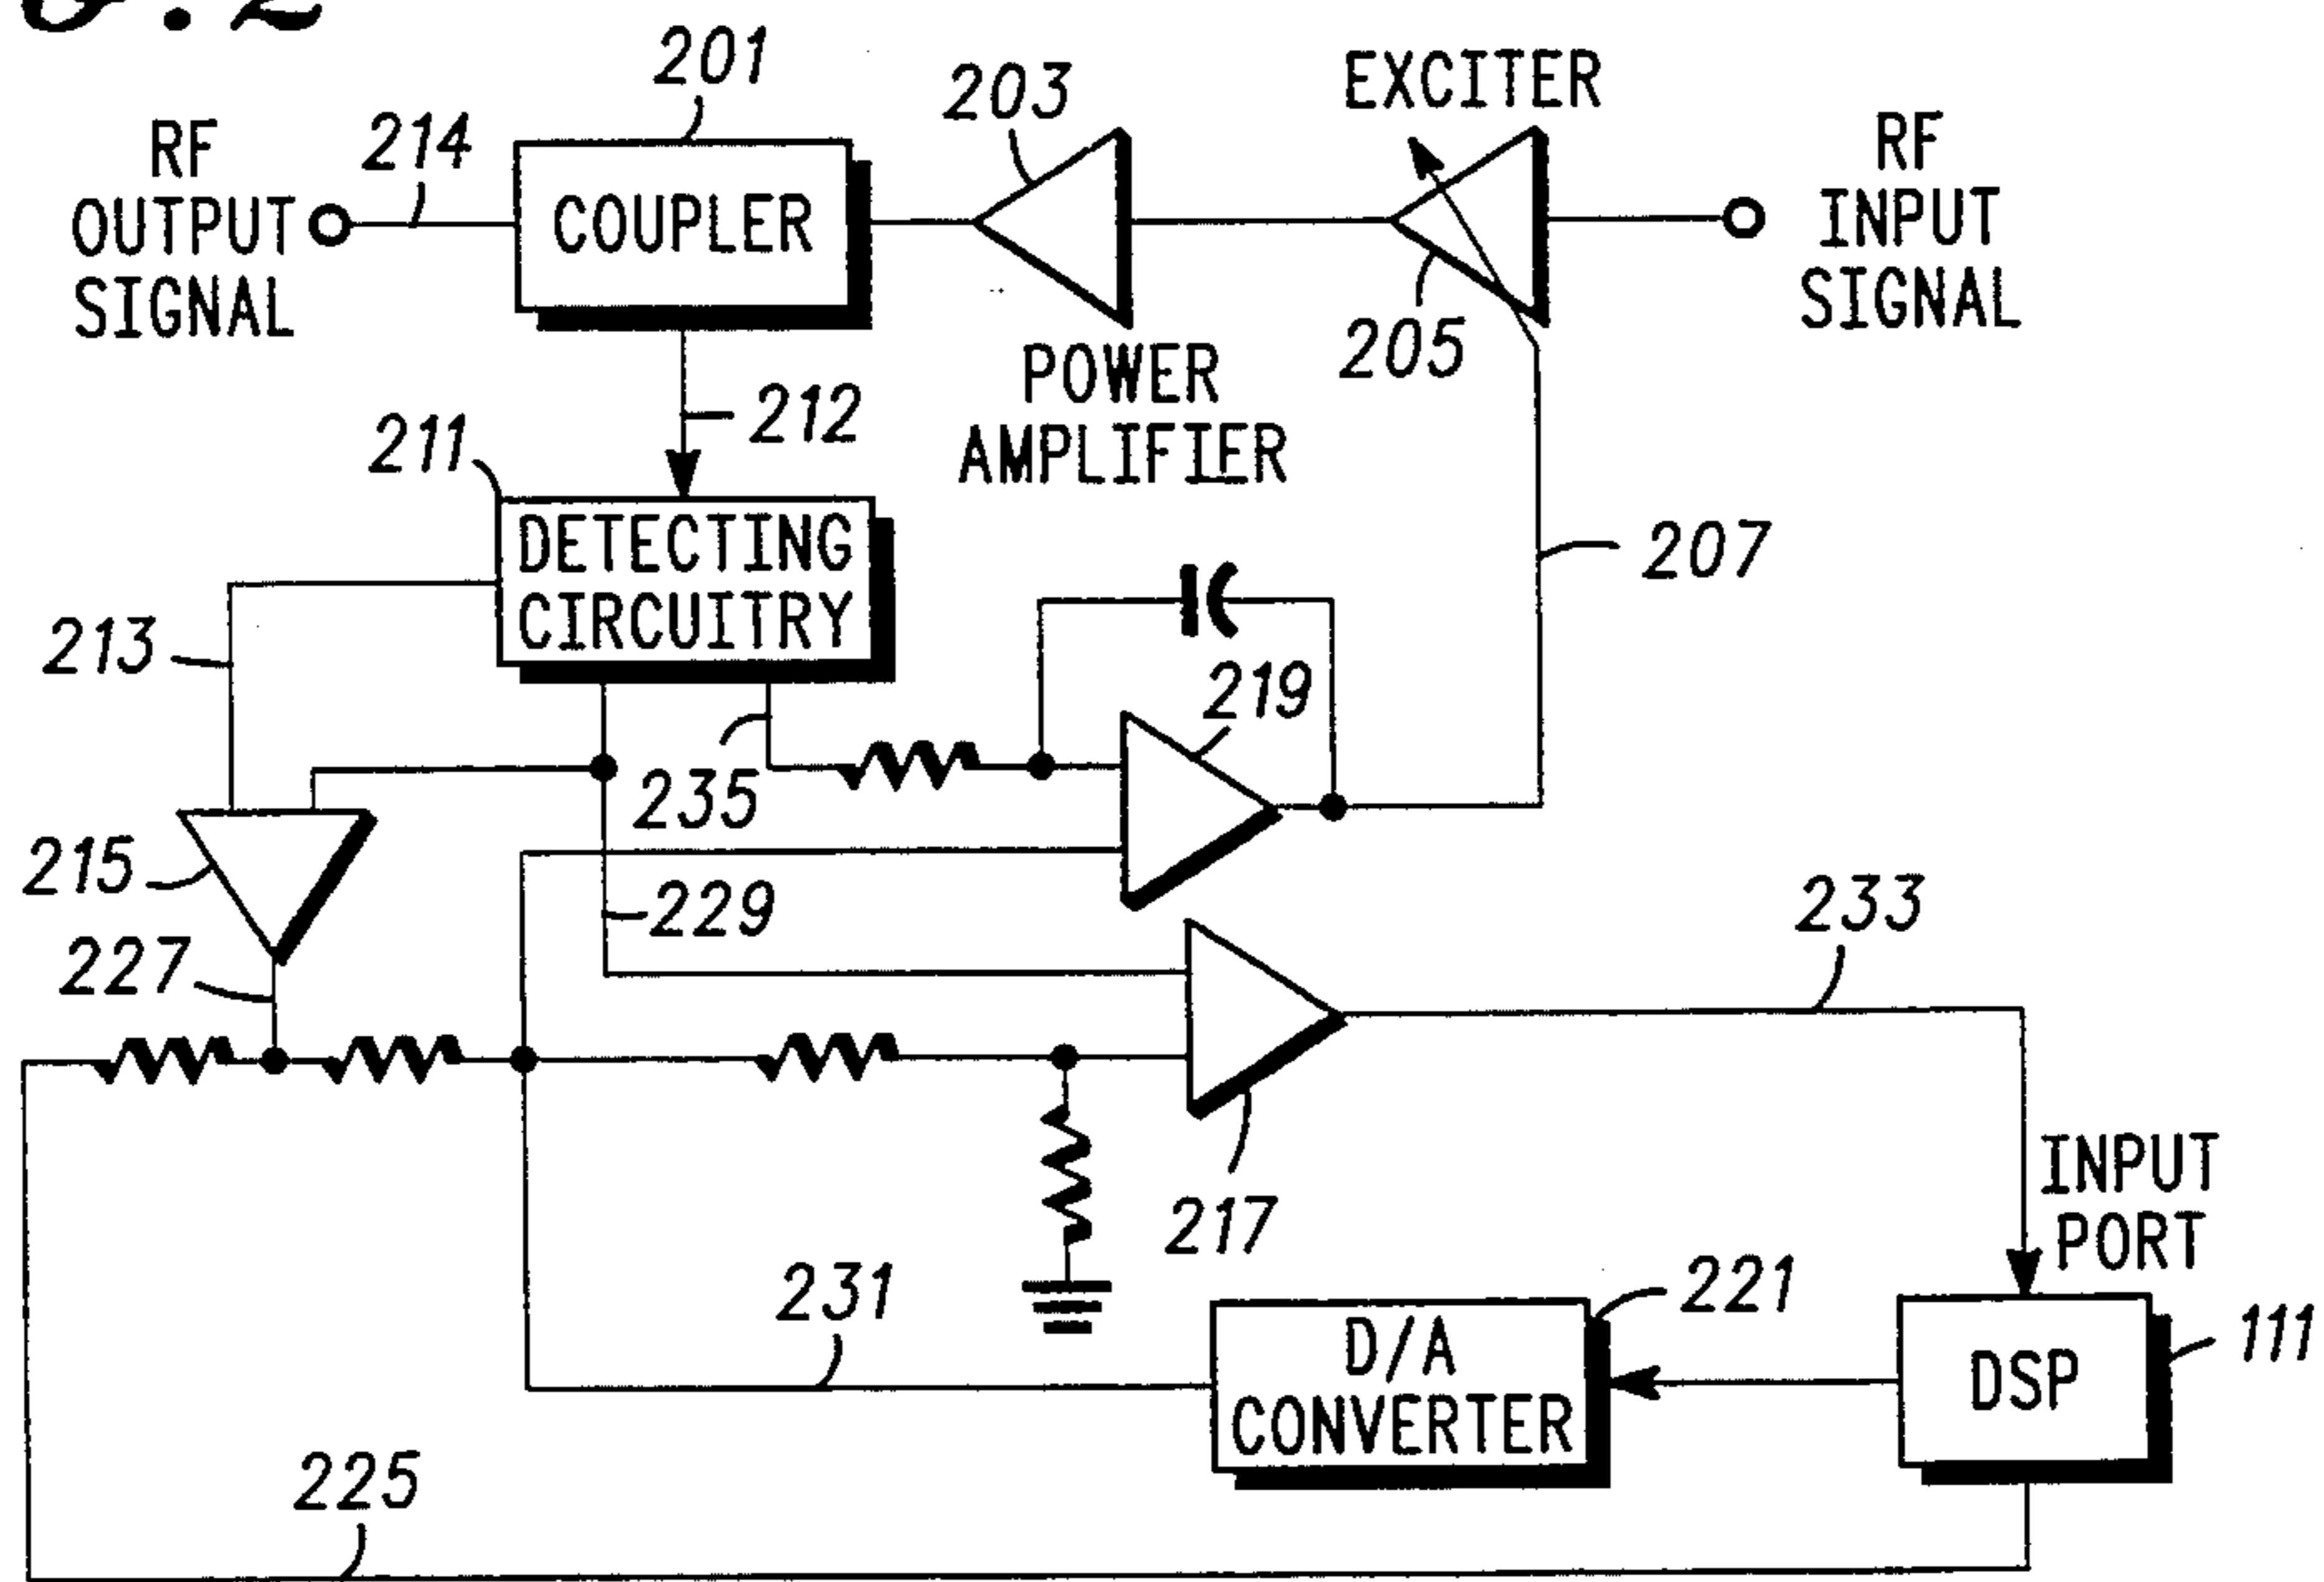 201
EXCITER
203
RF
OUTPUT
SIGNAL
214
COUPLER
RF
INPUT
SIGNAL
205
POWER
AMPLIFIER
212
211
DETECTING
CIRCUITRY
207
213
219
235
215
229
233
227
217
INPUT
PORT
231
221
D/A
CONVERTER
DSP
111
225